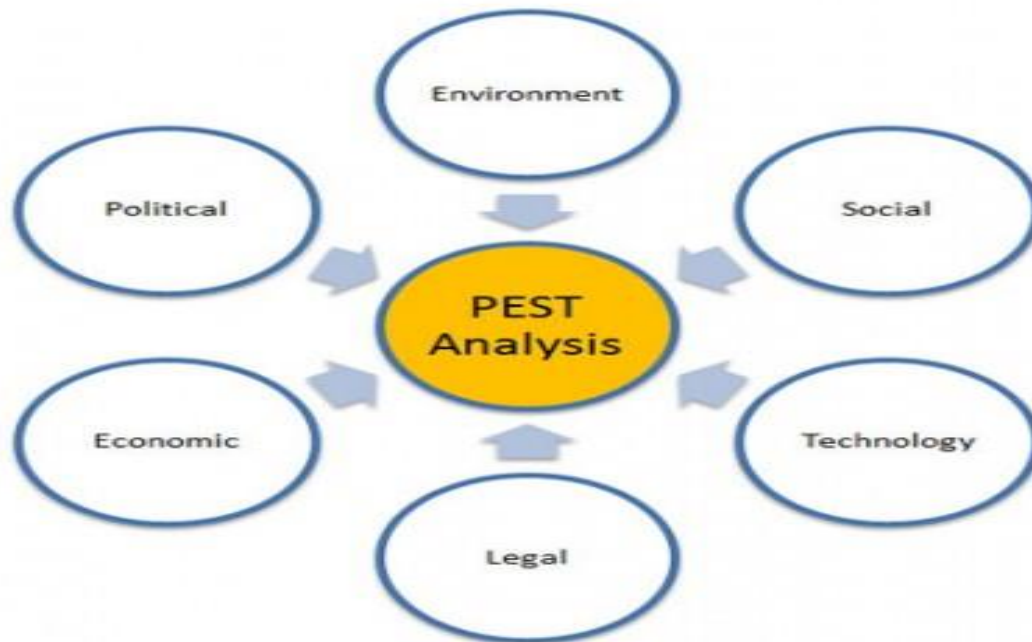 Environment
Political
Social
PEST
Analysis
Economic
Technology
Legal